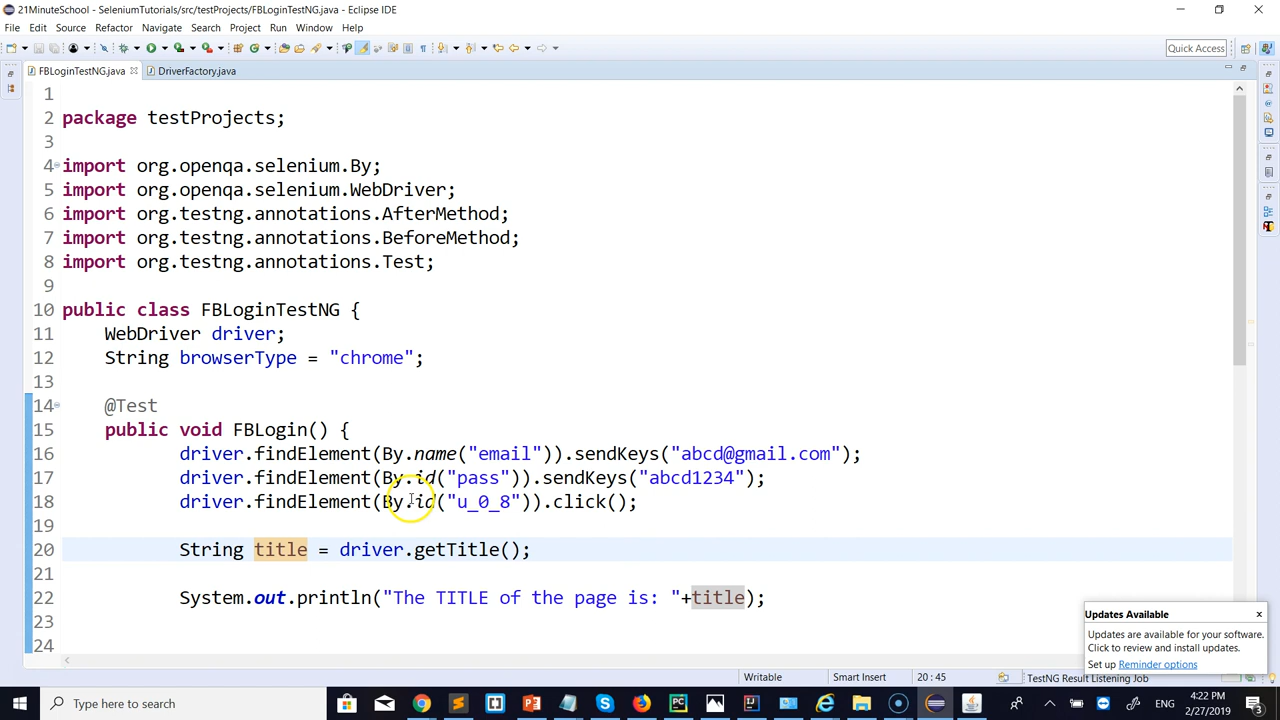 21MinuteSchool - SeleniumTutorials/src/testProjects/FBLoginTestNG.java - Eclipse IDE
File Edit Source Refactor Navigate Search Project Run Window Help
Quick Access
FBLoginTestNG.java DriverFactory.java
1
2 package testProjects;
3
4 import org.openqa.selenium.By;
5 import org.openqa.selenium.WebDriver;
6 import org.testng.annotations.AfterMethod;
7 import org.testng.annotations.BeforeMethod;
8 import org.testng.annotations.Test;
9
10 public class FBLoginTestNG {
11 WebDriver driver;
12 String browserType = "chrome";
13
14 @Test
15 public void FBLogin() {
16 driver.findElement(By.name("email")).sendKeys("abcd@gmail.com");
17 driver.findElement(By.id("pass")).sendKeys("abcd1234");
18 driver.findElement(By.id("u_0_8")).click();
19
20 String title = driver.getTitle();
21
22 System.out.println("The TITLE of the page is: "+title);
23
24
Updates Available
Updates are available for your software.
Click to review and install updates.
Set up Reminder options
Writable Smart Insert 20 : 45 TestNG Result Listening Job
Type here to search
ENG
4:22 PM
2/27/2019
3